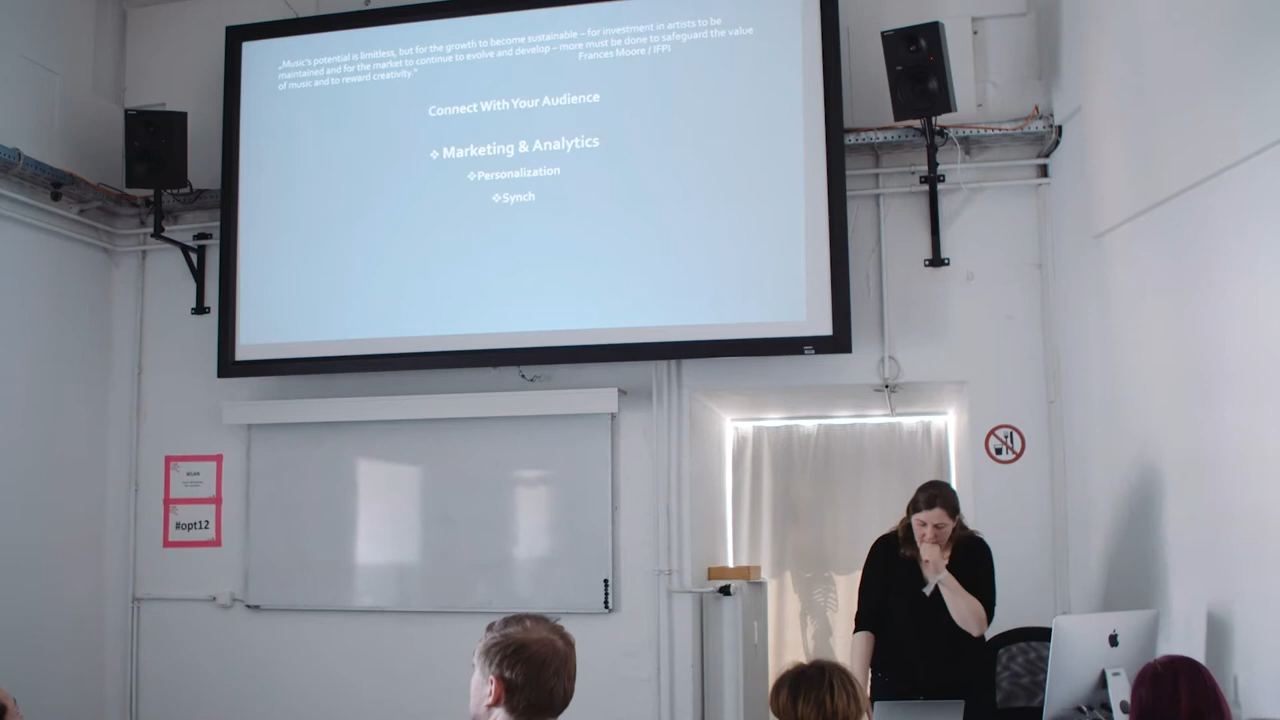 „Music's potential is limitless, but for the growth to become sustainable – for investment in artists to be
maintained and for the market to continue to evolve and develop – more must be done to safeguard the value
of music and to reward creativity."
Frances Moore / IFPI
Connect With Your Audience
❖ Marketing & Analytics
❖ Personalization
❖ Synch
WLAN
#opt12